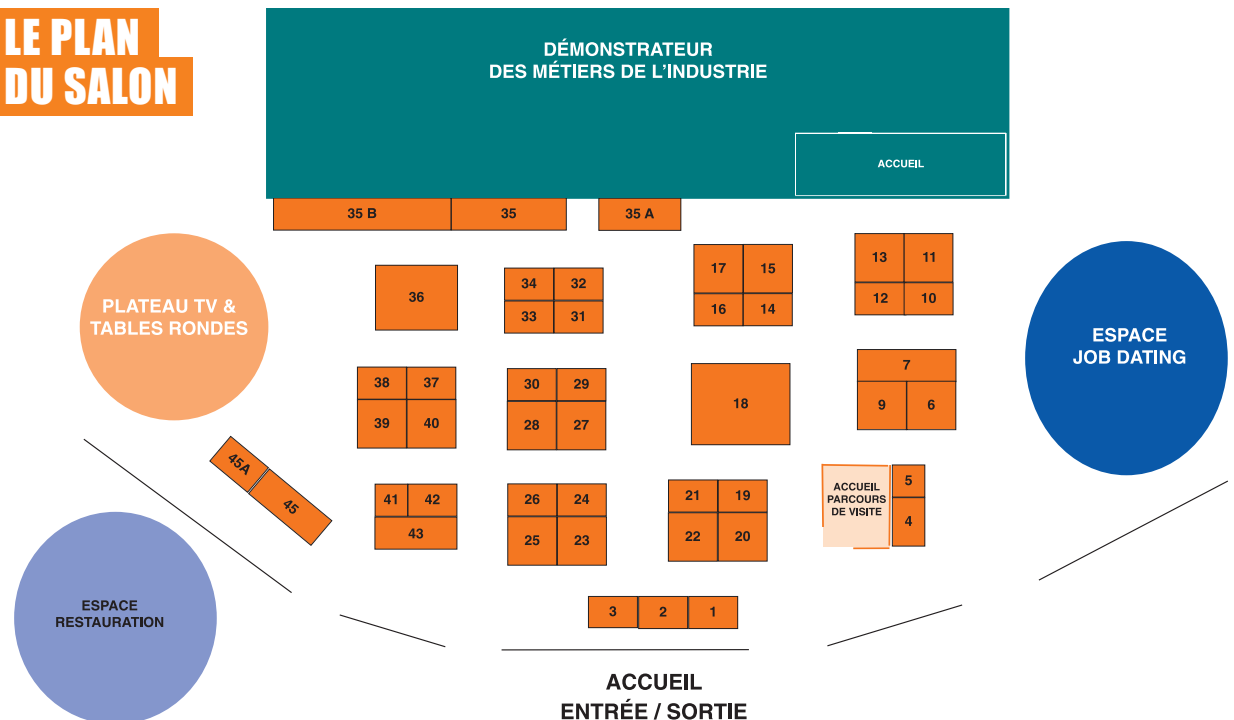 LE PLAN
DU SALON
DÉMONSTRATEUR
DES MÉTIERS DE L'INDUSTRIE
ACCUEIL
35 B
35
35 A
PLATEAU TV &
TABLES RONDES
36
34
32
33
31
17
15
16
14
13
11
12
10
ESPACE
JOB DATING
38
37
39
40
30
29
28
27
18
7
9
6
45A
45
41
42
43
26
24
25
23
21
19
22
20
ACCUEIL
PARCOURS
DE VISITE
5
4
ESPACE
RESTAURATION
3
2
1
ACCUEIL
ENTRÉE / SORTIE